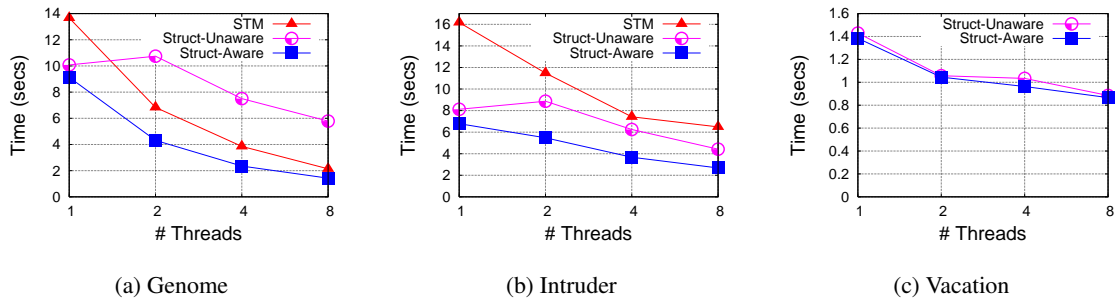 14
12
10
8
6
4
2
0
Time (secs)
STM
Struct-Unaware
Struct-Aware
1 2 4 8
# Threads
(a) Genome
16
14
12
10
8
6
4
2
0
Time (secs)
STM
Struct-Unaware
Struct-Aware
1 2 4 8
# Threads
(b) Intruder
1.6
1.4
1.2
1
0.8
0.6
0.4
0.2
0
Time (secs)
Struct-Unaware
Struct-Aware
1 2 4 8
# Threads
(c) Vacation